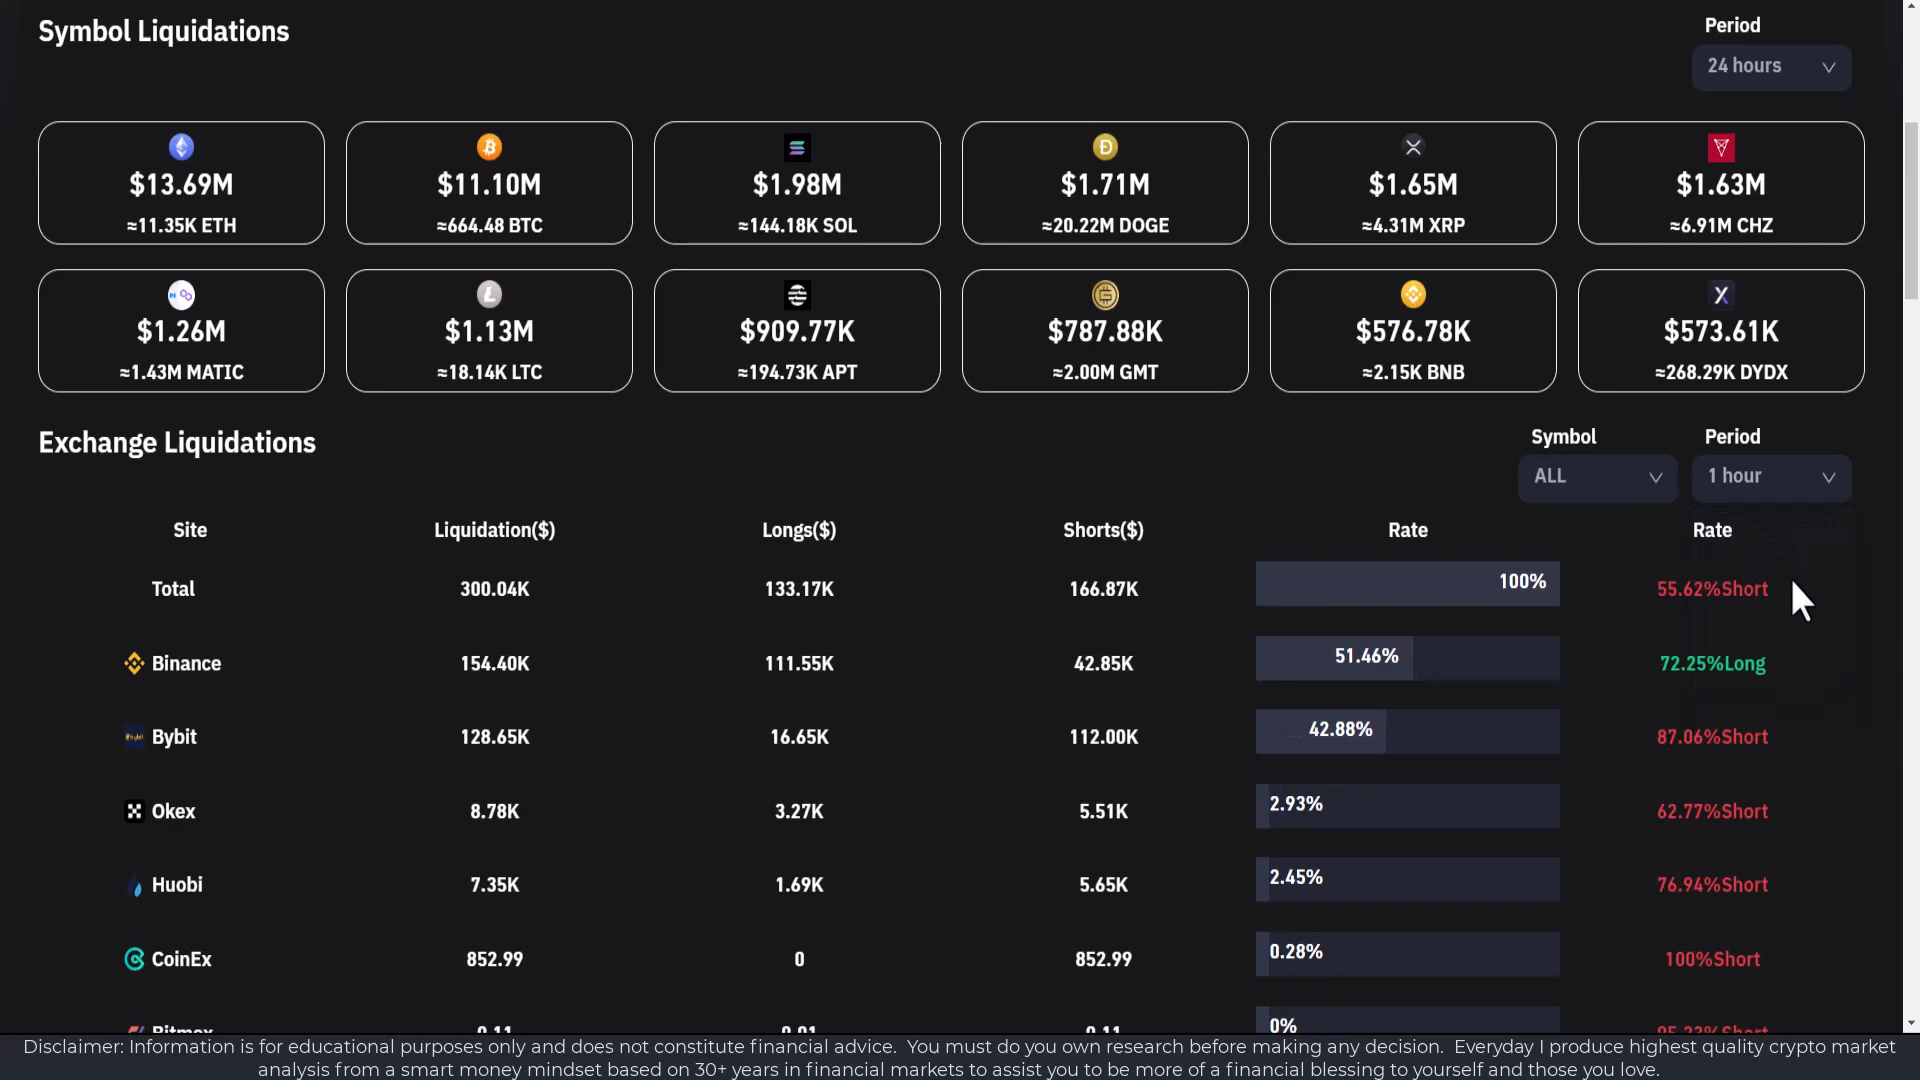 Symbol Liquidations
Period
24 hours
$13.69M $11.10M $1.98M $1.71M $1.65M $1.63M
≈11.35K ETH ≈664.48 BTC ≈144.18K SOL ≈20.22M DOGE ≈4.31M XRP ≈6.91M CHZ
$1.26M $1.13M $909.77K $787.88K $576.78K $573.61K
≈1.43M MATIC ≈18.14K LTC ≈194.73K APT ≈2.00M GMT ≈2.15K BNB ≈268.29K DYDX
Exchange Liquidations
Symbol Period
ALL 1 hour
Site Liquidation($) Longs($) Shorts($) Rate Rate
Total 300.04K 133.17K 166.87K 100% 55.62%Short
Binance 154.40K 111.55K 42.85K 51.46% 72.25%Long
Bybit 128.65K 16.65K 112.00K 42.88% 87.06%Short
Okex 8.78K 3.27K 5.51K 2.93% 62.77%Short
Huobi 7.35K 1.69K 5.65K 2.45% 76.94%Short
CoinEx 852.99 0 852.99 0.28% 100%Short
Bitmex 0.11 0.01 0.11 0%
Disclaimer: Information is for educational purposes only and does not constitute financial advice. You must do you own research before making any decision. Everyday I produce highest quality crypto market
analysis from a smart money mindset based on 30+ years in financial markets to assist you to be more of a financial blessing to yourself and those you love.